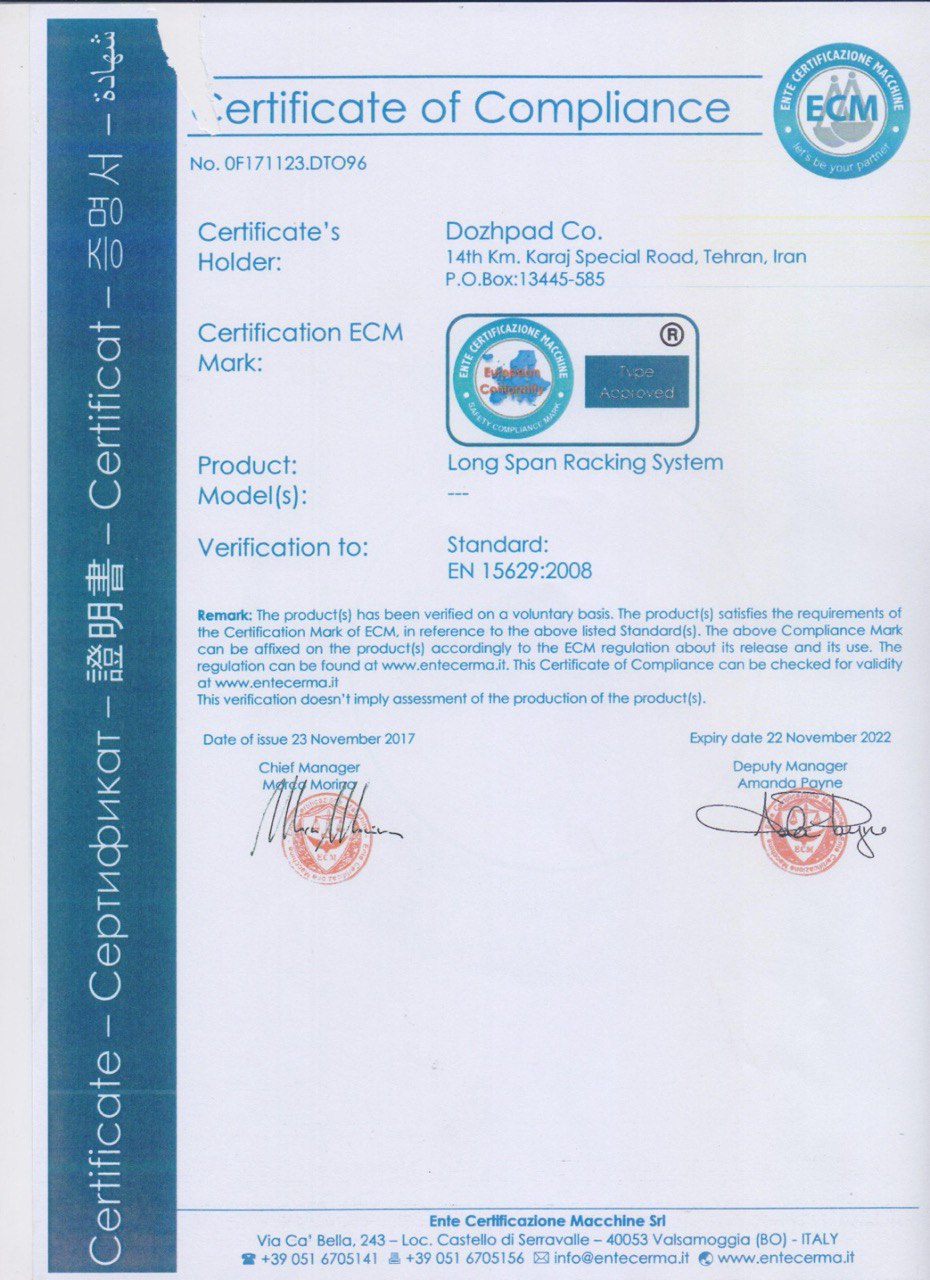 Certificate – Сертификат – 證明書 – Certificat – 증명서 – شهادة
Certificate of Compliance
ENTE CERTIFICAZIONE MACCHINE
ECM
let's be your partner
No. 0F171123.DTO96
Certificate's
Holder:
Dozhpad Co.
14th Km. Karaj Special Road, Tehran, Iran
P.O.Box:13445-585
Certification ECM
Mark:
ENTE CERTIFICAZIONE MACCHINE
European
Conformity
SAFETY COMPLIANCE MARK
®
Type
Approved
Product:
Long Span Racking System
Model(s):
---
Verification to:
Standard:
EN 15629:2008
Remark: The product(s) has been verified on a voluntary basis. The product(s) satisfies the requirements of
the Certification Mark of ECM, in reference to the above listed Standard(s). The above Compliance Mark
can be affixed on the product(s) accordingly to the ECM regulation about its release and its use. The
regulation can be found at www.entecerma.it. This Certificate of Compliance can be checked for validity
at www.entecerma.it
This verification doesn't imply assessment of the production of the product(s).
Date of issue 23 November 2017
Expiry date 22 November 2022
Chief Manager
Marco Morina
ECM
Deputy Manager
Amanda Payne
ECM
Ente Certificazione Macchine Srl
Via Ca' Bella, 243 – Loc. Castello di Serravalle – 40053 Valsamoggia (BO) - ITALY
☎ +39 051 6705141 +39 051 6705156 ✉ info@entecerma.it www.entecerma.it